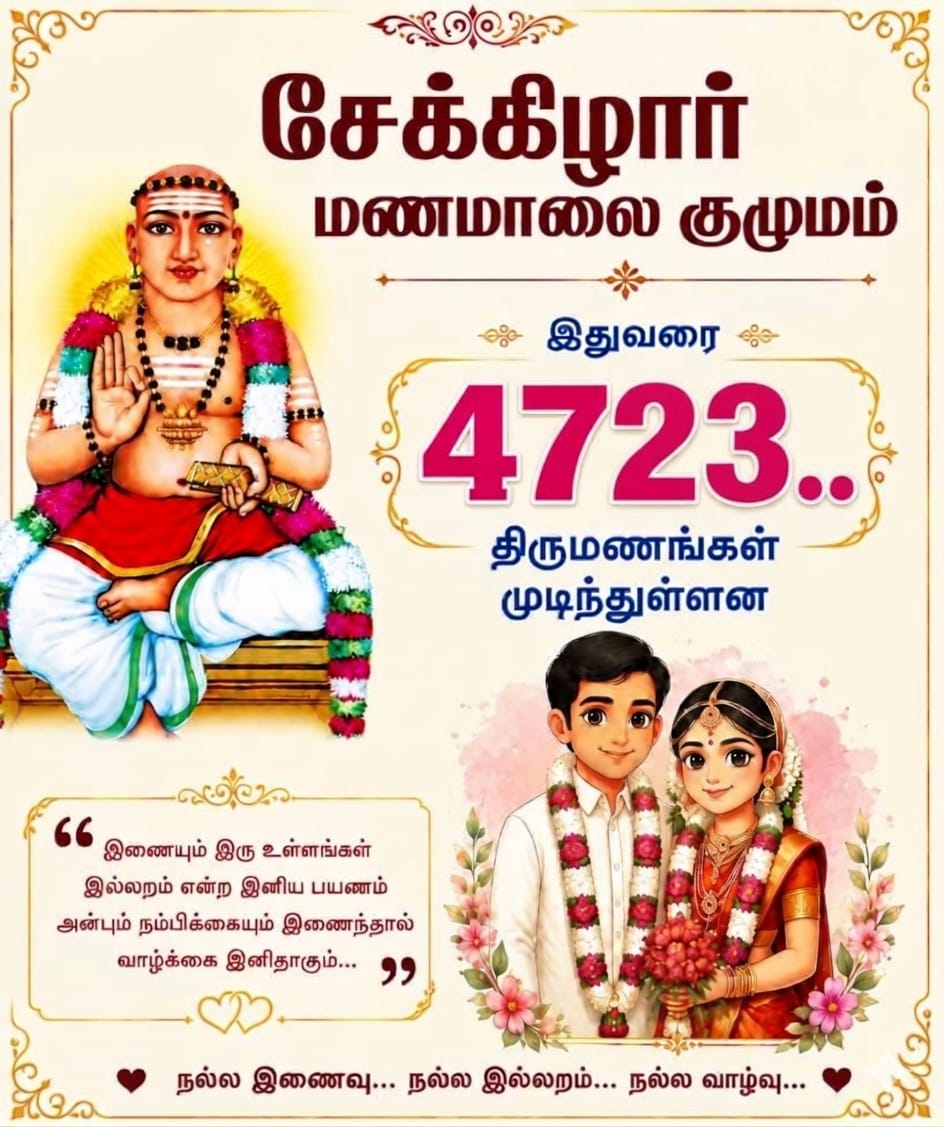 சேக்கிழார்
மணமாலை குழுமம்
இதுவரை
4723..
திருமணங்கள்
முடிந்துள்ளன
“ இணையும் இரு உள்ளங்கள்
இல்லறம் என்ற இனிய பயணம்
அன்பும் நம்பிக்கையும் இணைந்தால்
வாழ்க்கை இனிதாகும்... ”
நல்ல இணைவு... நல்ல இல்லறம்... நல்ல வாழ்வு...